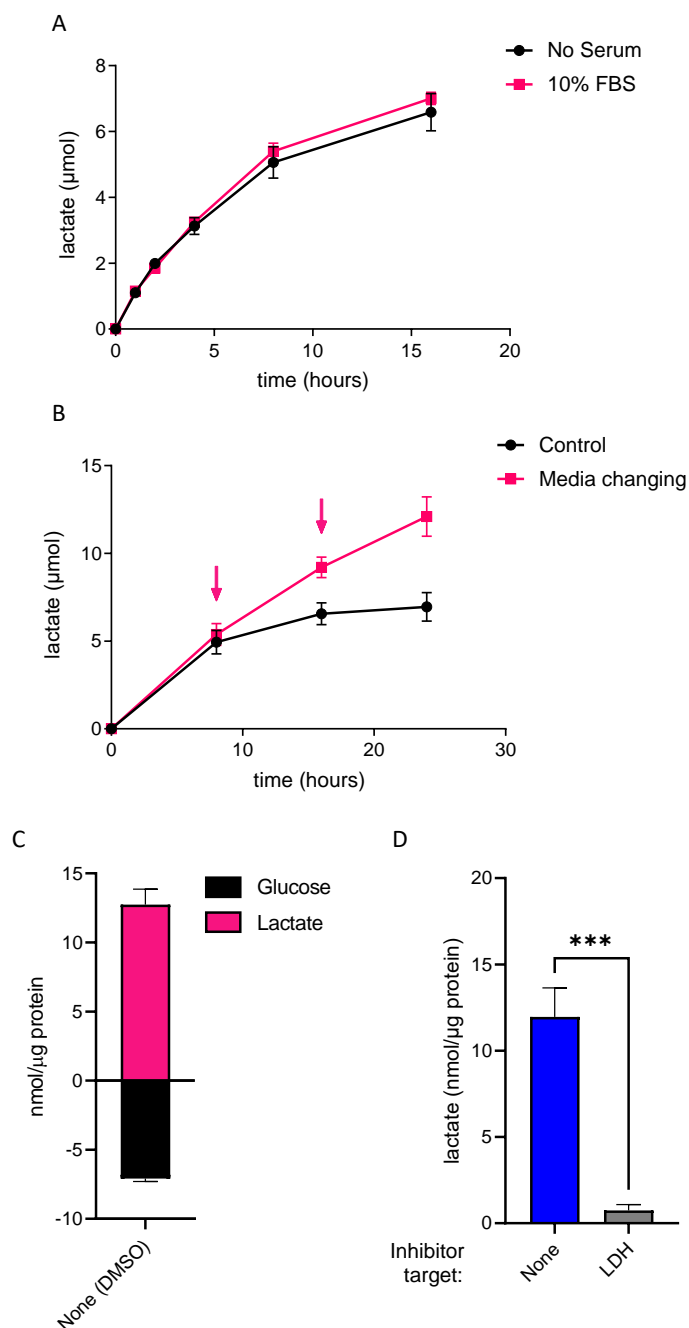 A
No Serum
10% FBS
8
6
4
2
0
lactate (μmol)
0 5 10 15 20
time (hours)
B
Control
Media changing
15
10
5
0
lactate (μmol)
0 10 20 30
time (hours)
C
Glucose
Lactate
15
10
5
0
-5
-10
nmol/μg protein
None (DMSO)
D
20
15
10
5
0
lactate (nmol/μg protein)
***
Inhibitor
target:
None
LDH